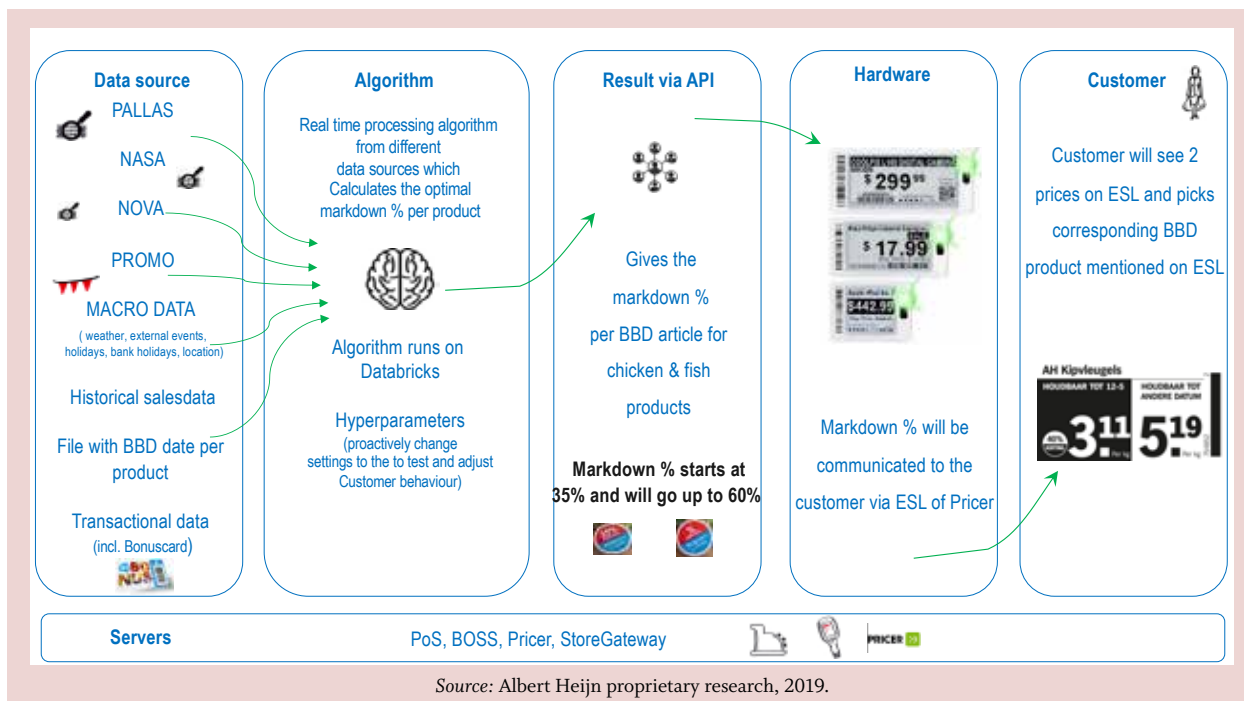 Data source
PALLAS
NASA
NOVA
PROMO
MACRO DATA
( weather, external events,
holidays, bank holidays, location)
Historical salesdata
File with BBD date per
product
Transactional data
(incl. Bonuscard)
Algorithm
Real time processing algorithm
from different
data sources which
Calculates the optimal
markdown % per product
Algorithm runs on
Databricks
Hyperparameters
(proactively change
settings to the to test and adjust
Customer behaviour)
Result via API
Gives the
markdown %
per BBD article for
chicken & fish
products
Markdown % starts at
35% and will go up to 60%
Hardware
$ 299
$ 17.99
$442.95
Markdown % will be
communicated to the
customer via ESL of Pricer
Customer
Customer will see 2
prices on ESL and picks
corresponding BBD
product mentioned on ESL
AH Kipvleugels
HOUDBAAR TOT 12-5
40%
3.11
Per kg
HOUDBAAR TOT
ANDERE DATUM
5.19
Per kg
Servers
PoS, BOSS, Pricer, StoreGateway
PRICER
Source: Albert Heijn proprietary research, 2019.